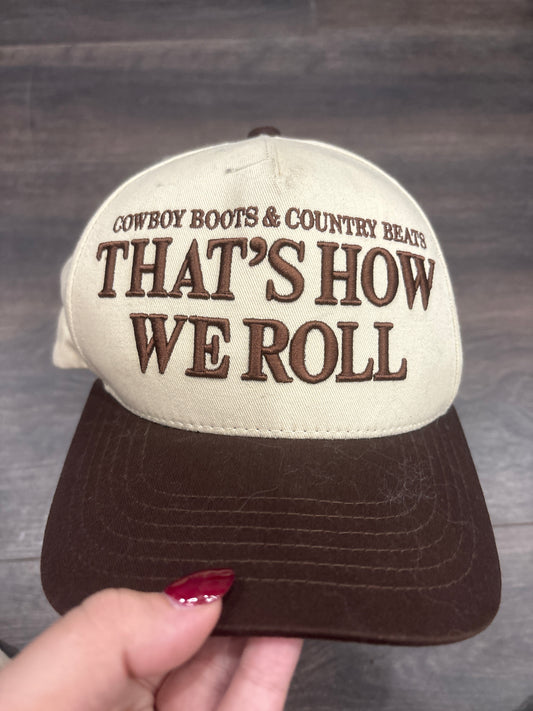 COWBOY BOOTS & COUNTRY BEATS
THAT'S HOW
WE ROLL